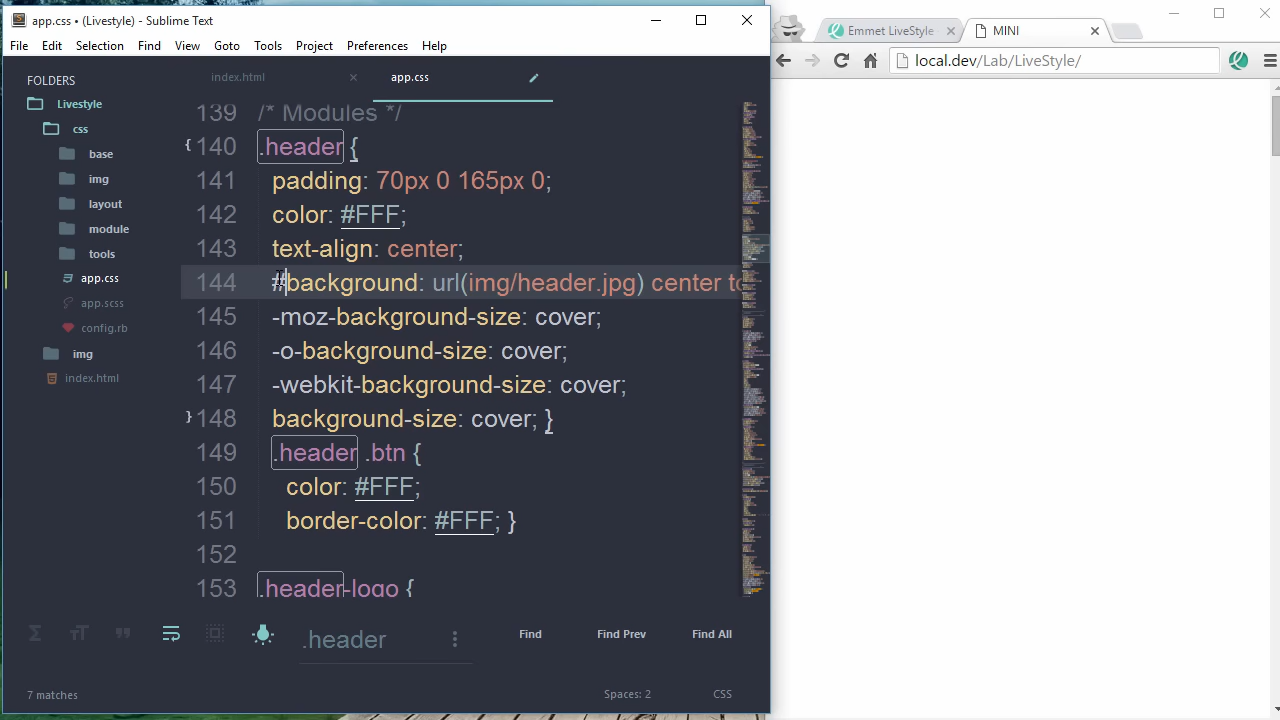 app.css • (Livestyle) - Sublime Text
File Edit Selection Find View Goto Tools Project Preferences Help
FOLDERS
Livestyle
css
base
img
layout
module
tools
app.css
app.scss
config.rb
img
index.html
index.html app.css
139 /* Modules */
140 .header {
141 padding: 70px 0 165px 0;
142 color: #FFF;
143 text-align: center;
144 #background: url(img/header.jpg) center to
145 -moz-background-size: cover;
146 -o-background-size: cover;
147 -webkit-background-size: cover;
148 background-size: cover; }
149 .header .btn {
150 color: #FFF;
151 border-color: #FFF; }
152
153 .header-logo {
.header
Find Find Prev Find All
7 matches
Spaces: 2 CSS
Emmet LiveStyle
MINI
local.dev/Lab/LiveStyle/